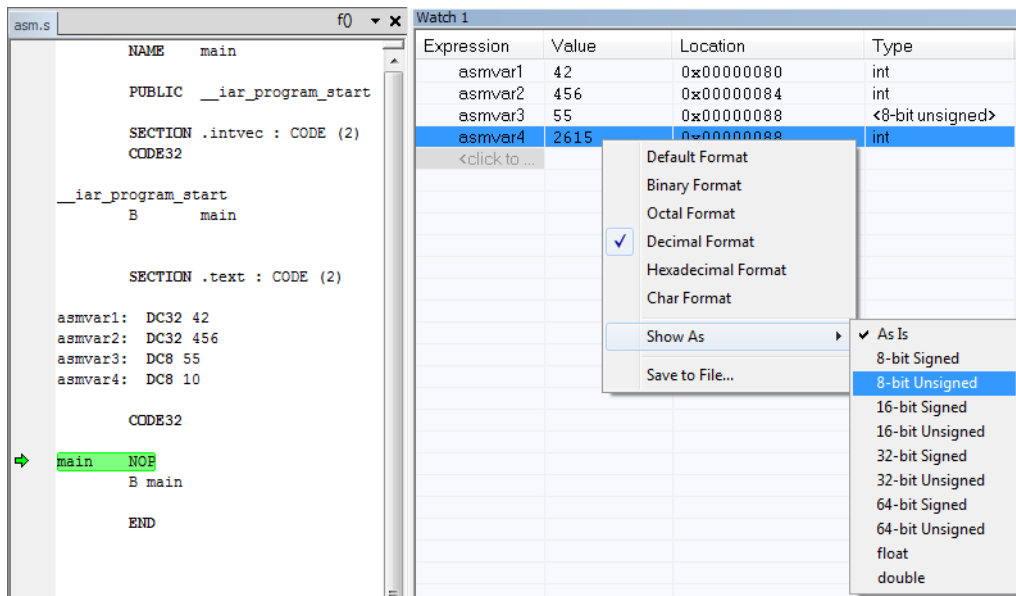 asm.s
f()
NAME main
PUBLIC __iar_program_start
SECTION .intvec : CODE (2)
CODE32
__iar_program_start
B main
SECTION .text : CODE (2)
asmvar1: DC32 42
asmvar2: DC32 456
asmvar3: DC8 55
asmvar4: DC8 10
CODE32
main NOP
B main
END
Watch 1
Expression Value Location Type
asmvar1 42 0x00000080 int
asmvar2 456 0x00000084 int
asmvar3 55 0x00000088 <8-bit unsigned>
asmvar4 2615 0x00000088 int
<click to ...
Default Format
Binary Format
Octal Format
Decimal Format
Hexadecimal Format
Char Format
Show As
Save to File...
As Is
8-bit Signed
8-bit Unsigned
16-bit Signed
16-bit Unsigned
32-bit Signed
32-bit Unsigned
64-bit Signed
64-bit Unsigned
float
double